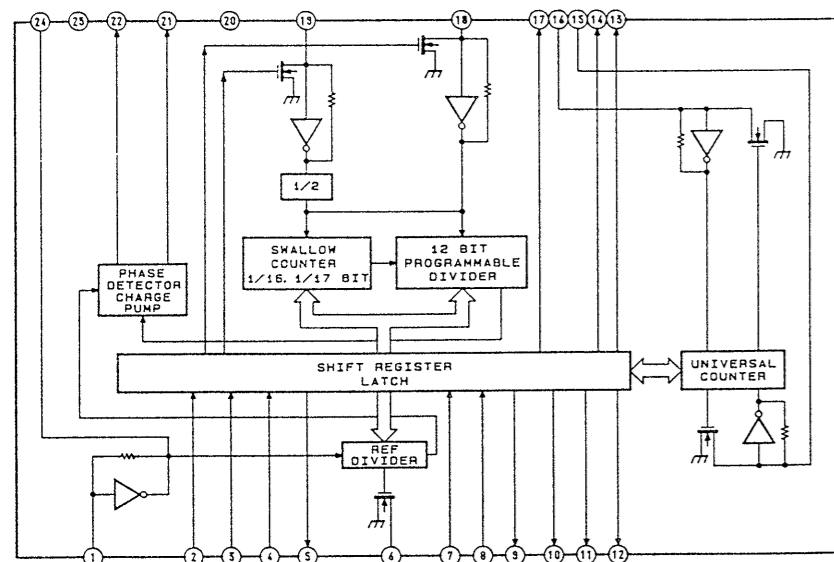 24 23 22 21 20 19 18 17 16 15 14 13
1/2
SWALLOW
COUNTER
1/16, 1/17 BIT
12 BIT
PROGRAMMABLE
DIVIDER
PHASE
DETECTOR
CHARGE
PUMP
SHIFT REGISTER
LATCH
UNIVERSAL
COUNTER
REF
DIVIDER
1 2 3 4 5 6 7 8 9 10 11 12